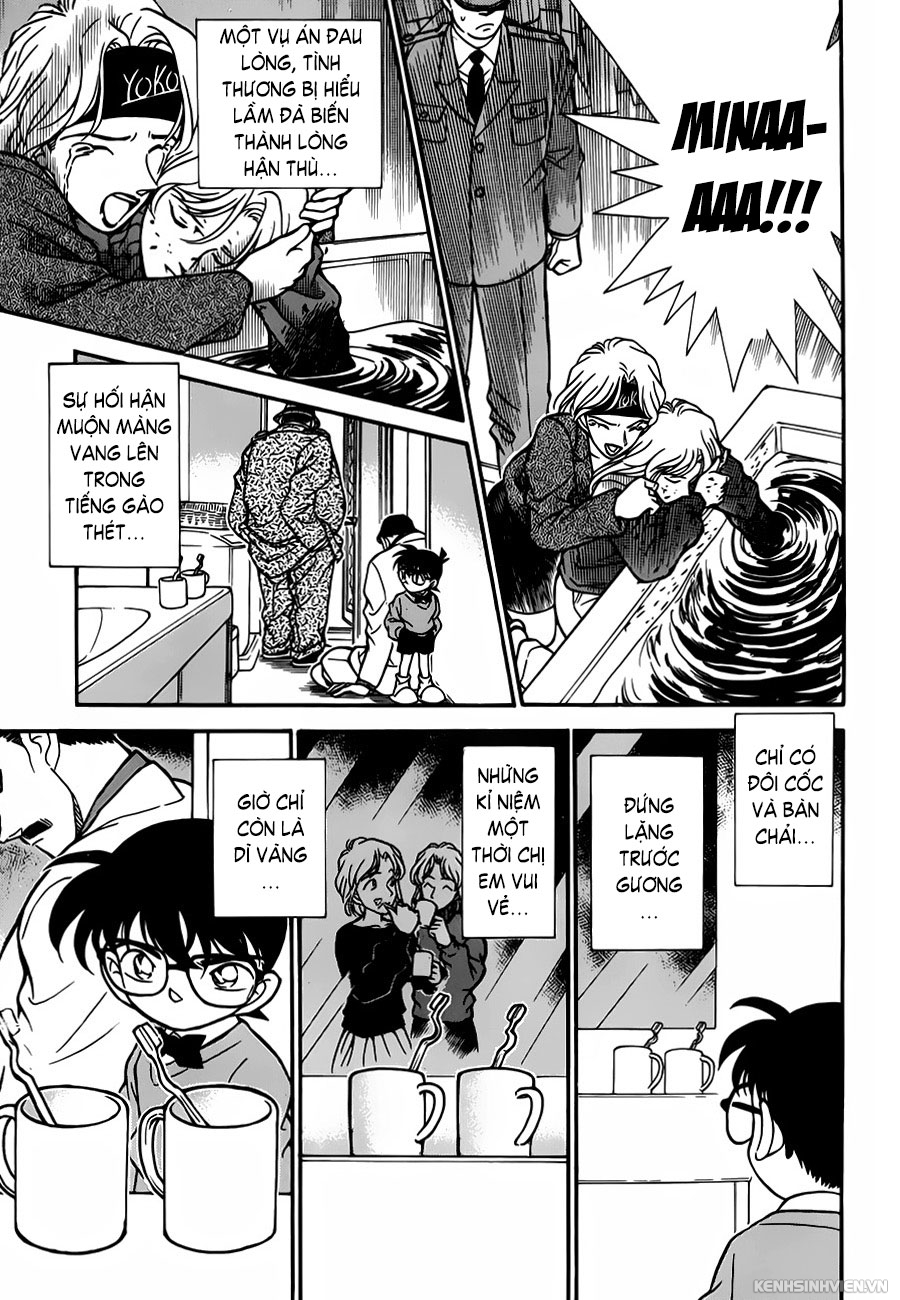 MINAA-
AAA!!!
YOKO
MỘT VỤ ÁN ĐAU
LÒNG, TÌNH
THƯƠNG BỊ HIỂU
LẦM ĐÃ BIẾN
THÀNH LÒNG
HẬN THÙ...
YOKO
SỰ HỐI HẬN
MUỘN MÀNG
VANG LÊN
TRONG
TIẾNG GÀO
THÉT...
CHỈ CÓ
ĐÔI CỐC
VÀ BÀN
CHẢI...
ĐỨNG
LẶNG
TRƯỚC
GƯƠNG
...
NHỮNG
KỈ NIỆM
MỘT
THỜI CHỊ
EM VUI
VẺ...
GIỜ CHỈ
CÒN LÀ
DĨ VÀNG
...
KENHSINHVIEN.VN